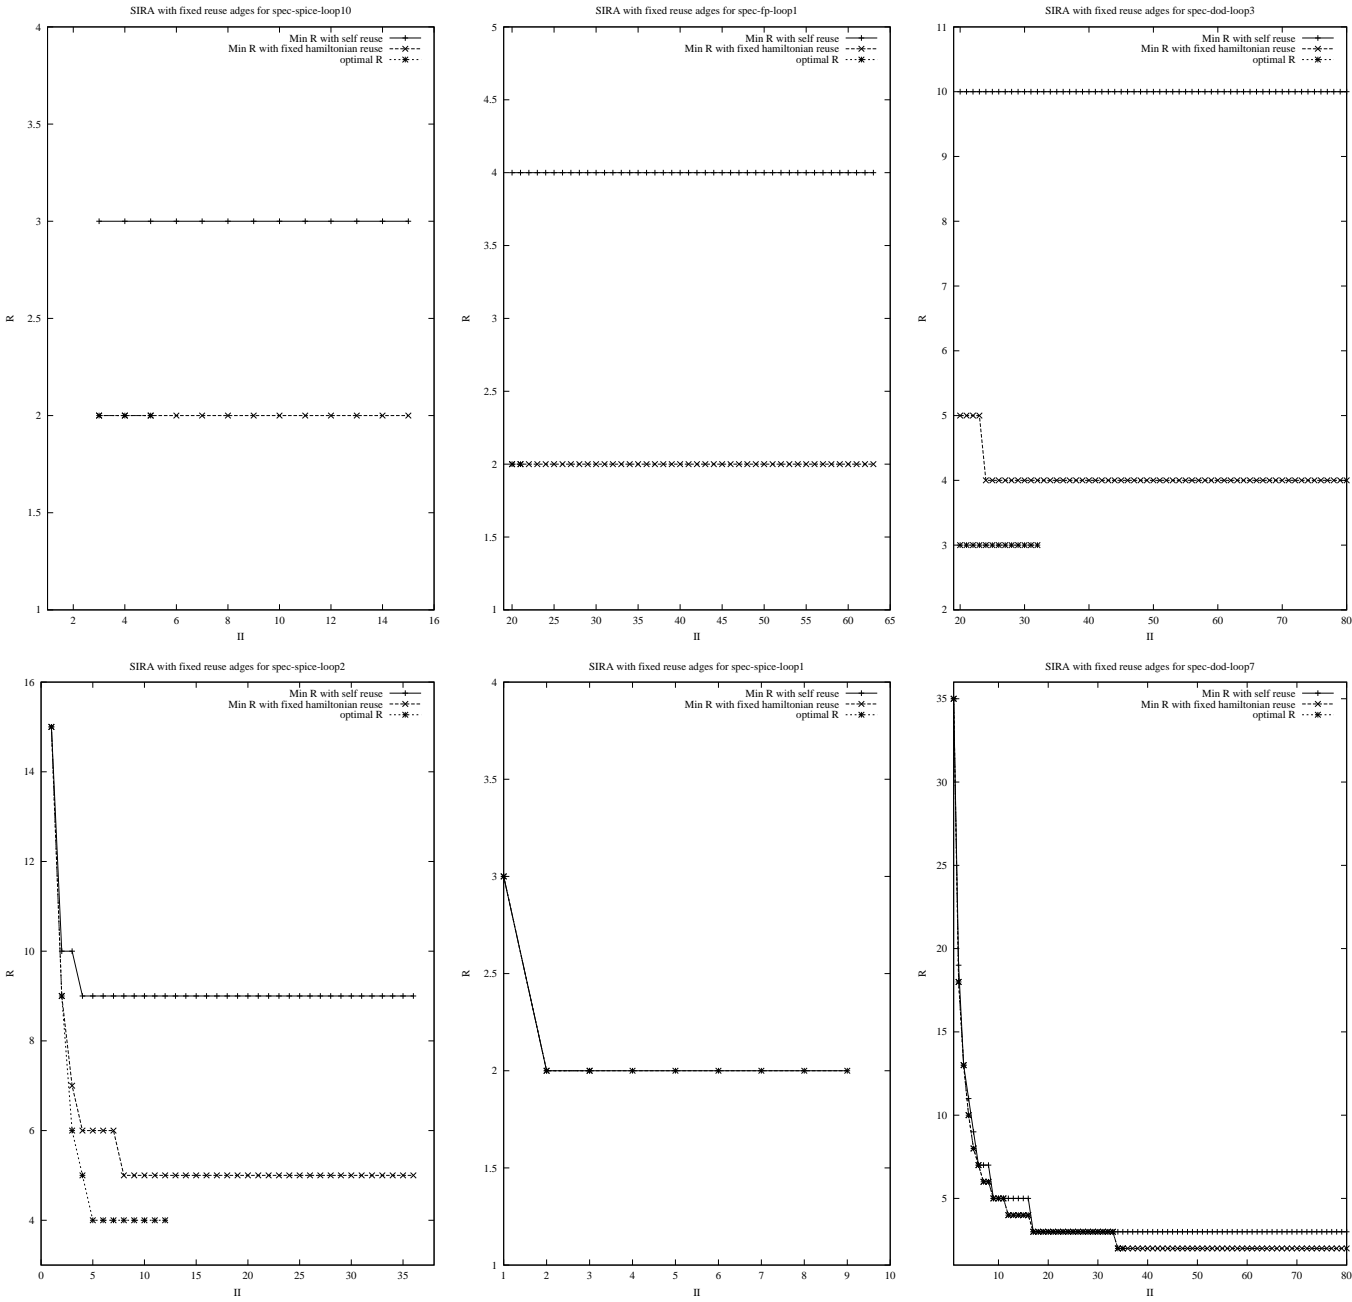 SIRA with fixed reuse adges for spec-spice-loop10
Min R with self reuse
Min R with fixed hamiltonian reuse
optimal R
4
3.5
3
2.5
2
1.5
1
R
2 4 6 8 10 12 14 16
II
SIRA with fixed reuse adges for spec-fp-loop1
Min R with self reuse
Min R with fixed hamiltonian reuse
optimal R
5
4.5
4
3.5
3
2.5
2
1.5
1
R
20 25 30 35 40 45 50 55 60 65
II
SIRA with fixed reuse adges for spec-dod-loop3
Min R with self reuse
Min R with fixed hamiltonian reuse
optimal R
11
10
9
8
7
6
5
4
3
2
R
20 30 40 50 60 70 80
II
SIRA with fixed reuse adges for spec-spice-loop2
Min R with self reuse
Min R with fixed hamiltonian reuse
optimal R
16
14
12
10
8
6
4
R
0 5 10 15 20 25 30 35
II
SIRA with fixed reuse adges for spec-spice-loop1
Min R with self reuse
Min R with fixed hamiltonian reuse
optimal R
4
3.5
3
2.5
2
1.5
1
R
1 2 3 4 5 6 7 8 9 10
II
SIRA with fixed reuse adges for spec-dod-loop7
Min R with self reuse
Min R with fixed hamiltonian reuse
optimal R
35
30
25
20
15
10
5
R
10 20 30 40 50 60 70 80
II